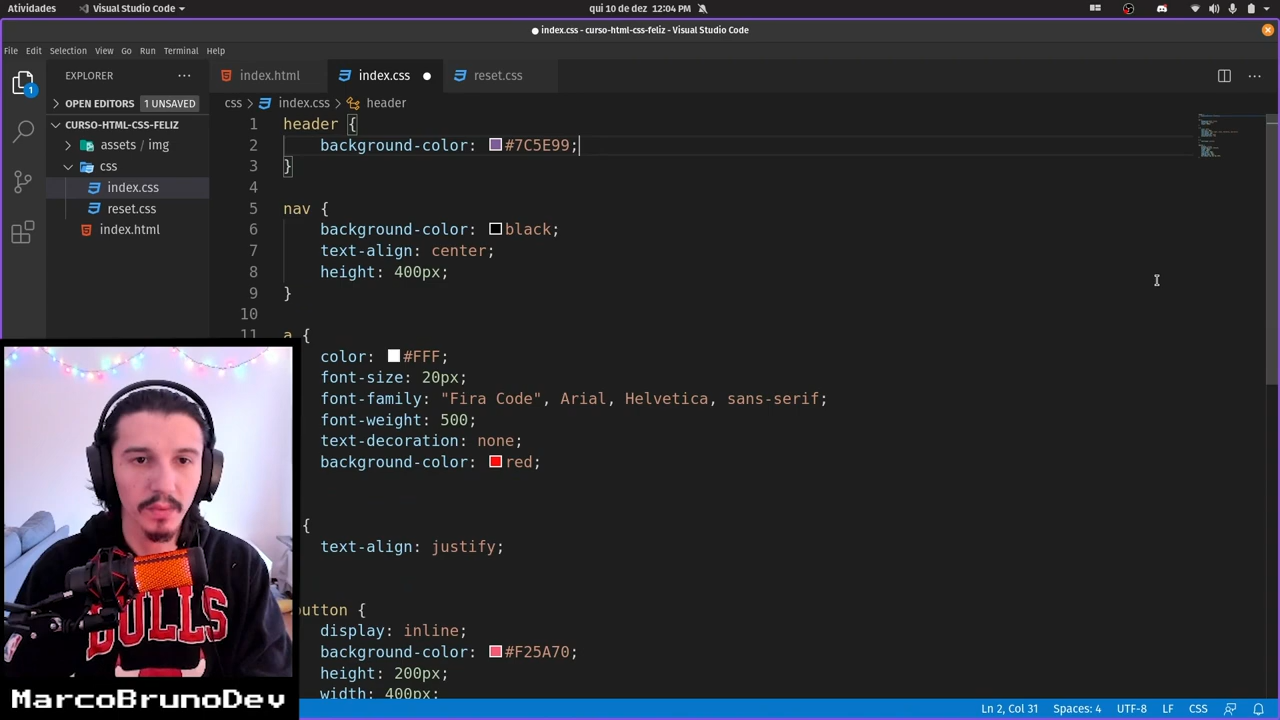 Atividades
Visual Studio Code
qui 10 de dez 12:04 PM
● index.css - curso-html-css-feliz - Visual Studio Code
File Edit Selection View Go Run Terminal Help
EXPLORER
index.html
index.css
reset.css
1
OPEN EDITORS 1 UNSAVED
CURSO-HTML-CSS-FELIZ
assets / img
css
index.css
reset.css
index.html
css > index.css > header
1 header {
2 background-color: #7C5E99;
3 }
4
5 nav {
6 background-color: black;
7 text-align: center;
8 height: 400px;
9 }
10
11 a {
color: #FFF;
font-size: 20px;
font-family: "Fira Code", Arial, Helvetica, sans-serif;
font-weight: 500;
text-decoration: none;
background-color: red;
{
text-align: justify;
button {
display: inline;
background-color: #F25A70;
height: 200px;
width: 400px;
BULLS
MarcoBrunoDev
Ln 2, Col 31 Spaces: 4 UTF-8 LF CSS